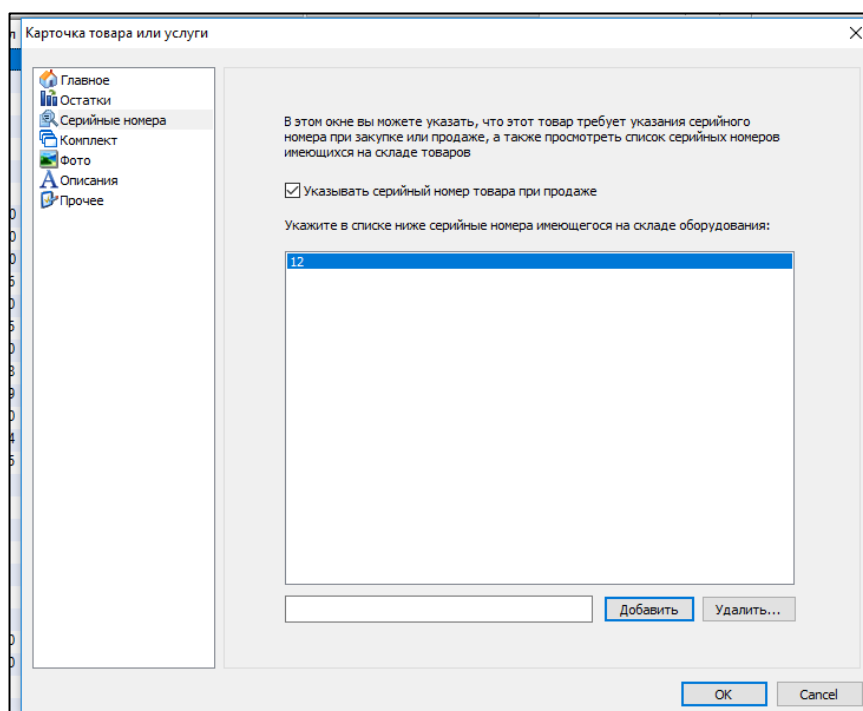 Карточка товара или услуги
Главное
Остатки
Серийные номера
Комплект
Фото
Описания
Прочее
В этом окне вы можете указать, что этот товар требует указания серийного
номера при закупке или продаже, а также просмотреть список серийных номеров
имеющихся на складе товаров
Указывать серийный номер товара при продаже
Укажите в списке ниже серийные номера имеющегося на складе оборудования:
12
Добавить
Удалить...
OK
Cancel